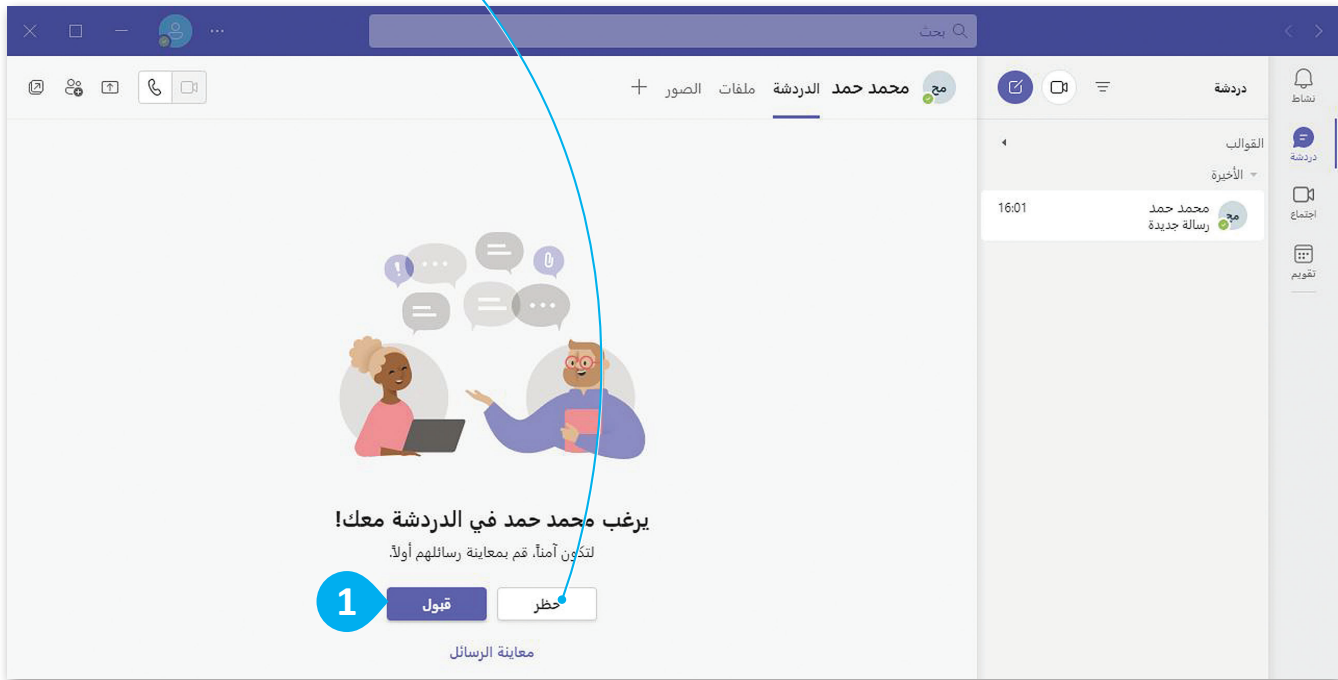 بحث
نشاط
دردشة
اجتماع
تقويم
دردشة
القوالب
الأخيرة
محمد حمد 16:01
رسالة جديدة
مح محمد حمد الدردشة ملفات الصور +
يرغب محمد حمد في الدردشة معك!
لتكون آمناً، قم بمعاينة رسائلهم أولاً.
حظر قبول 1
معاينة الرسائل